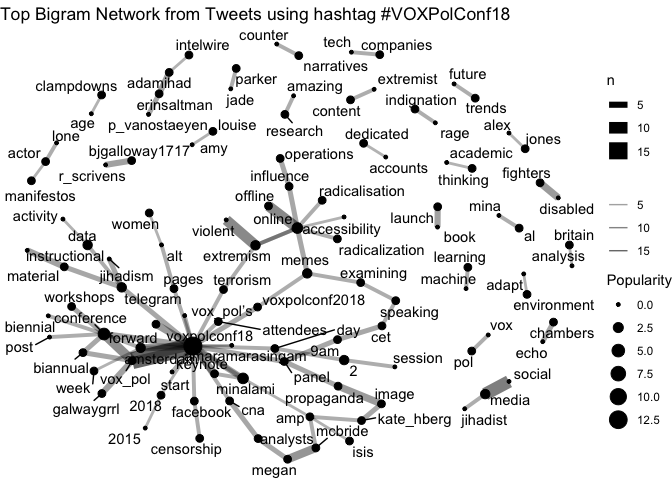 Top Bigram Network from Tweets using hashtag #VOXPolConf18
counter
tech
companies
intelwire
narratives
adamihad
parker
amazing
extremist
future
clampdowns
erinsaltman
jade
content
indignation
trends
age
p_vanostaeyen
louise
research
rage
alex
lone
amy
dedicated
jones
actor
bjgalloway1717
operations
academic
r_scrivens
accounts
thinking
fighters
manifestos
influence
offline
radicalisation
disabled
activity
women
online
accessibility
launch
mina
violent
book
al
britain
data
alt
extremism
radicalization
learning
analysis
instructional
jihadism
memes
examining
machine
material
pages
terrorism
adapt
telegram
environment
workshops
vox_pol's
voxpolconf2018
speaking
conference
attendees
day
cet
vox
chambers
biennial
forward
voxpolconf18
post
amsterdam
amaramarasingam
9am
session
pol
echo
biannual
keynote
2
social
week
vox_pol
start
minalami
panel
propaganda
image
media
galwaygrrl
2018
facebook
cna
amp
kate_hberg
jihadist
2015
mcbride
censorship
analysts
isis
megan
n
5
10
15
5
10
15
Popularity
0.0
2.5
5.0
7.5
10.0
12.5